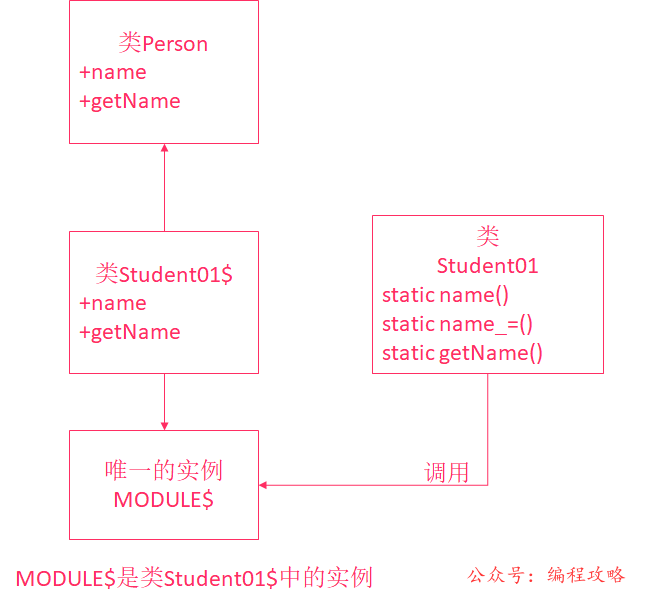 类Person
+name
+getName
类Student01$
+name
+getName
类
Student01
static name()
static name_=()
static getName()
唯一的实例
MODULE$
调用
MODULE$是类Student01$中的实例
公众号：编程攻略